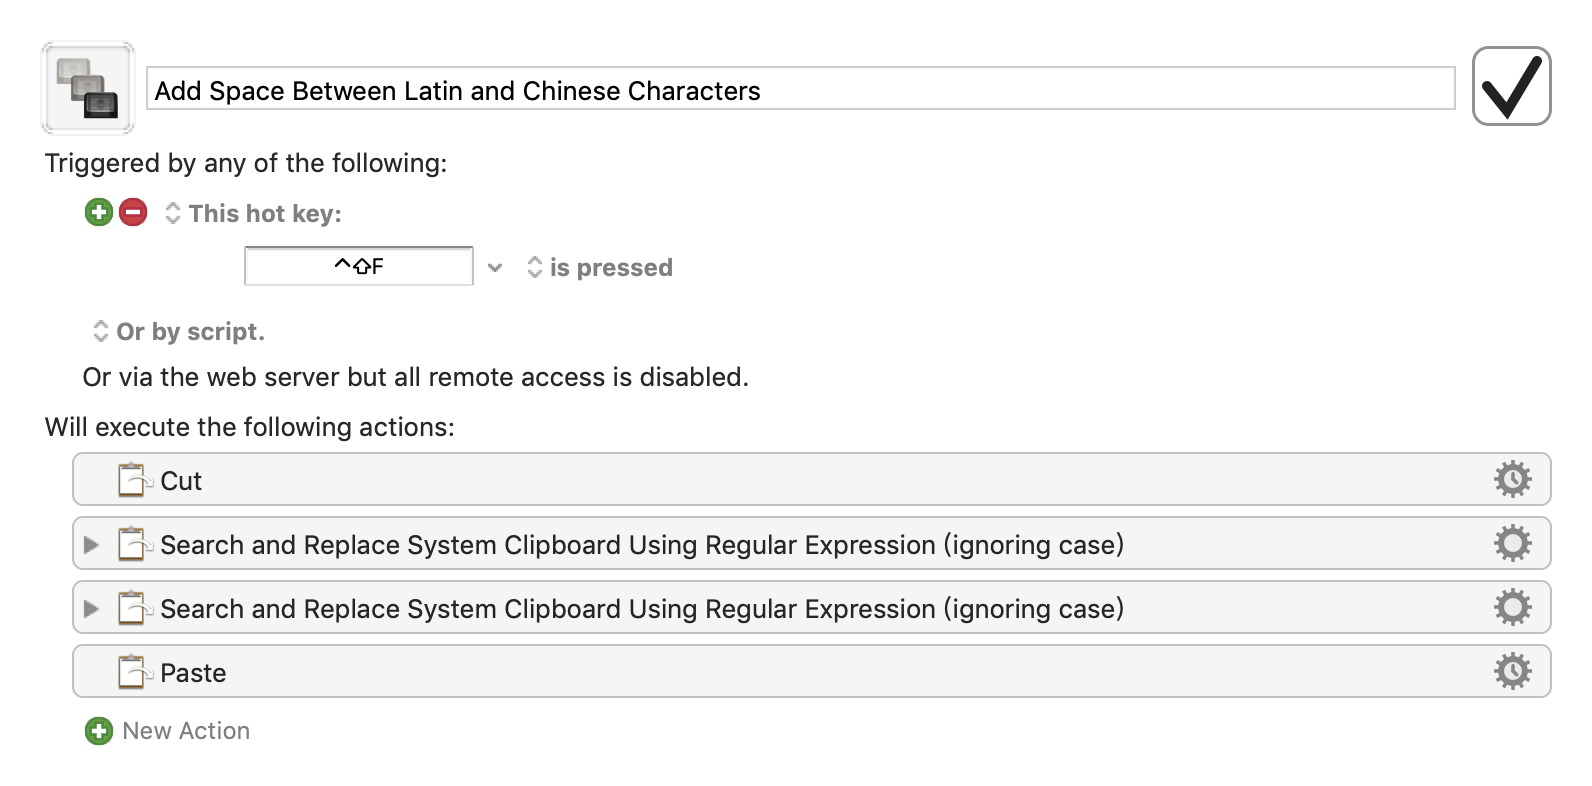 Add Space Between Latin and Chinese Characters
Triggered by any of the following:
This hot key:
^⇧F is pressed
Or by script.
Or via the web server but all remote access is disabled.
Will execute the following actions:
Cut
Search and Replace System Clipboard Using Regular Expression (ignoring case)
Search and Replace System Clipboard Using Regular Expression (ignoring case)
Paste
New Action